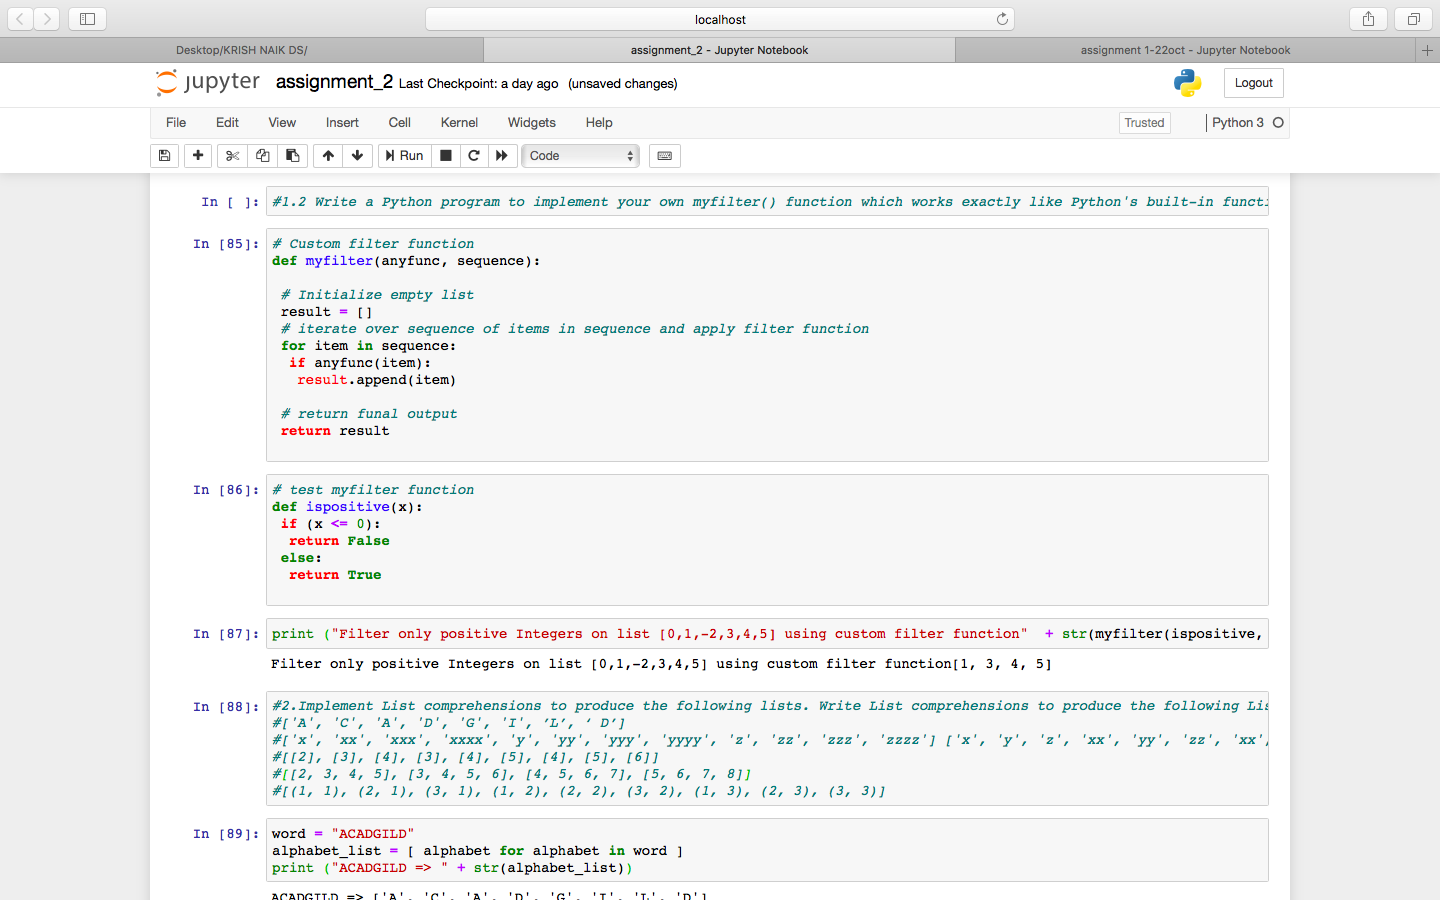 localhost
Desktop/KRISH NAIK DS/
assignment_2 - Jupyter Notebook
assignment 1-22oct - Jupyter Notebook
jupyter assignment_2 Last Checkpoint: a day ago (unsaved changes)
Logout
File Edit View Insert Cell Kernel Widgets Help
Trusted Python 3
Run Code
In [ ]: #1.2 Write a Python program to implement your own myfilter() function which works exactly like Python's built-in functi
In [85]: # Custom filter function
def myfilter(anyfunc, sequence):
# Initialize empty list
result = []
# iterate over sequence of items in sequence and apply filter function
for item in sequence:
if anyfunc(item):
result.append(item)
# return funal output
return result
In [86]: # test myfilter function
def ispositive(x):
if (x <= 0):
return False
else:
return True
In [87]: print ("Filter only positive Integers on list [0,1,-2,3,4,5] using custom filter function"  + str(myfilter(ispositive,
Filter only positive Integers on list [0,1,-2,3,4,5] using custom filter function[1, 3, 4, 5]
In [88]: #2.Implement List comprehensions to produce the following lists. Write List comprehensions to produce the following Lis
#['A', 'C', 'A', 'D', 'G', 'I', ’L’, ‘ D’]
#['x', 'xx', 'xxx', 'xxxx', 'y', 'yy', 'yyy', 'yyyy', 'z', 'zz', 'zzz', 'zzzz'] ['x', 'y', 'z', 'xx', 'yy', 'zz', 'xx',
#[[2], [3], [4], [3], [4], [5], [4], [5], [6]]
#[[2, 3, 4, 5], [3, 4, 5, 6], [4, 5, 6, 7], [5, 6, 7, 8]]
#[(1, 1), (2, 1), (3, 1), (1, 2), (2, 2), (3, 2), (1, 3), (2, 3), (3, 3)]
In [89]: word = "ACADGILD"
alphabet_list = [ alphabet for alphabet in word ]
print ("ACADGILD => " + str(alphabet_list))
ACADGILD => ['A', 'C', 'A', 'D', 'G', 'I', 'L', 'D']